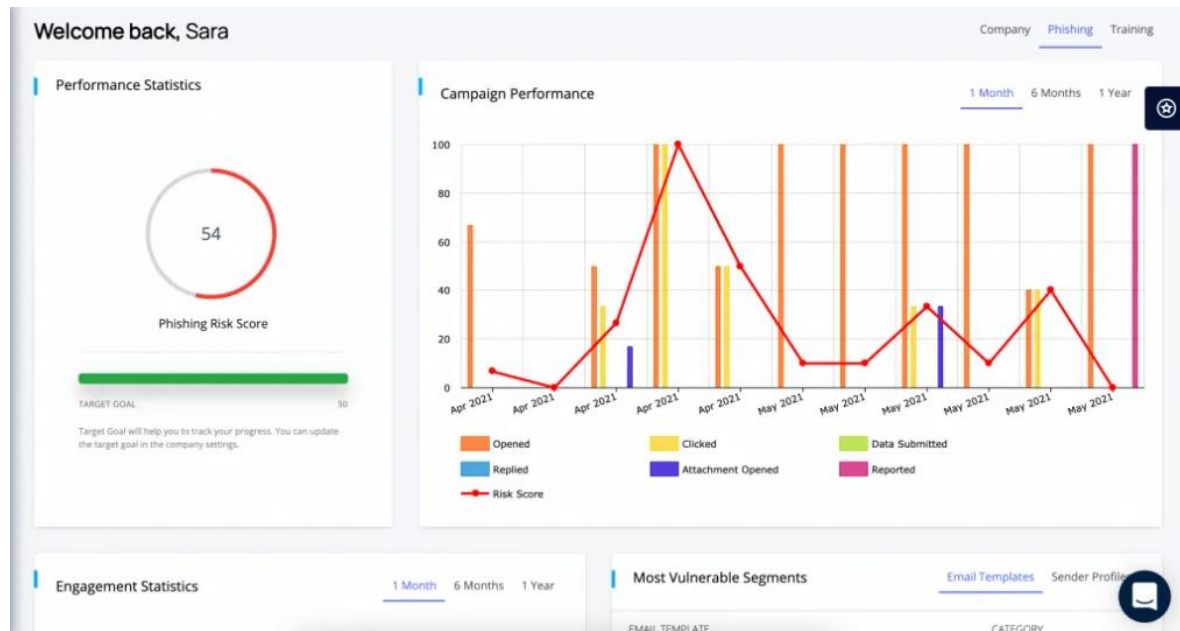 Welcome back, Sara
Company Phishing Training
Performance Statistics
54
Phishing Risk Score
TARGET GOAL 50
Target Goal will help you to track your progress. You can update
the target goal in the company settings.
Campaign Performance
1 Month 6 Months 1 Year
100
80
60
40
20
0
Apr 2021 Apr 2021 Apr 2021 Apr 2021 Apr 2021 May 2021 May 2021 May 2021 May 2021 May 2021 May 2021
Opened Clicked Data Submitted
Replied Attachment Opened Reported
Risk Score
Engagement Statistics
1 Month 6 Months 1 Year
Most Vulnerable Segments
Email Templates Sender Profiles
EMAIL TEMPLATE CATEGORY